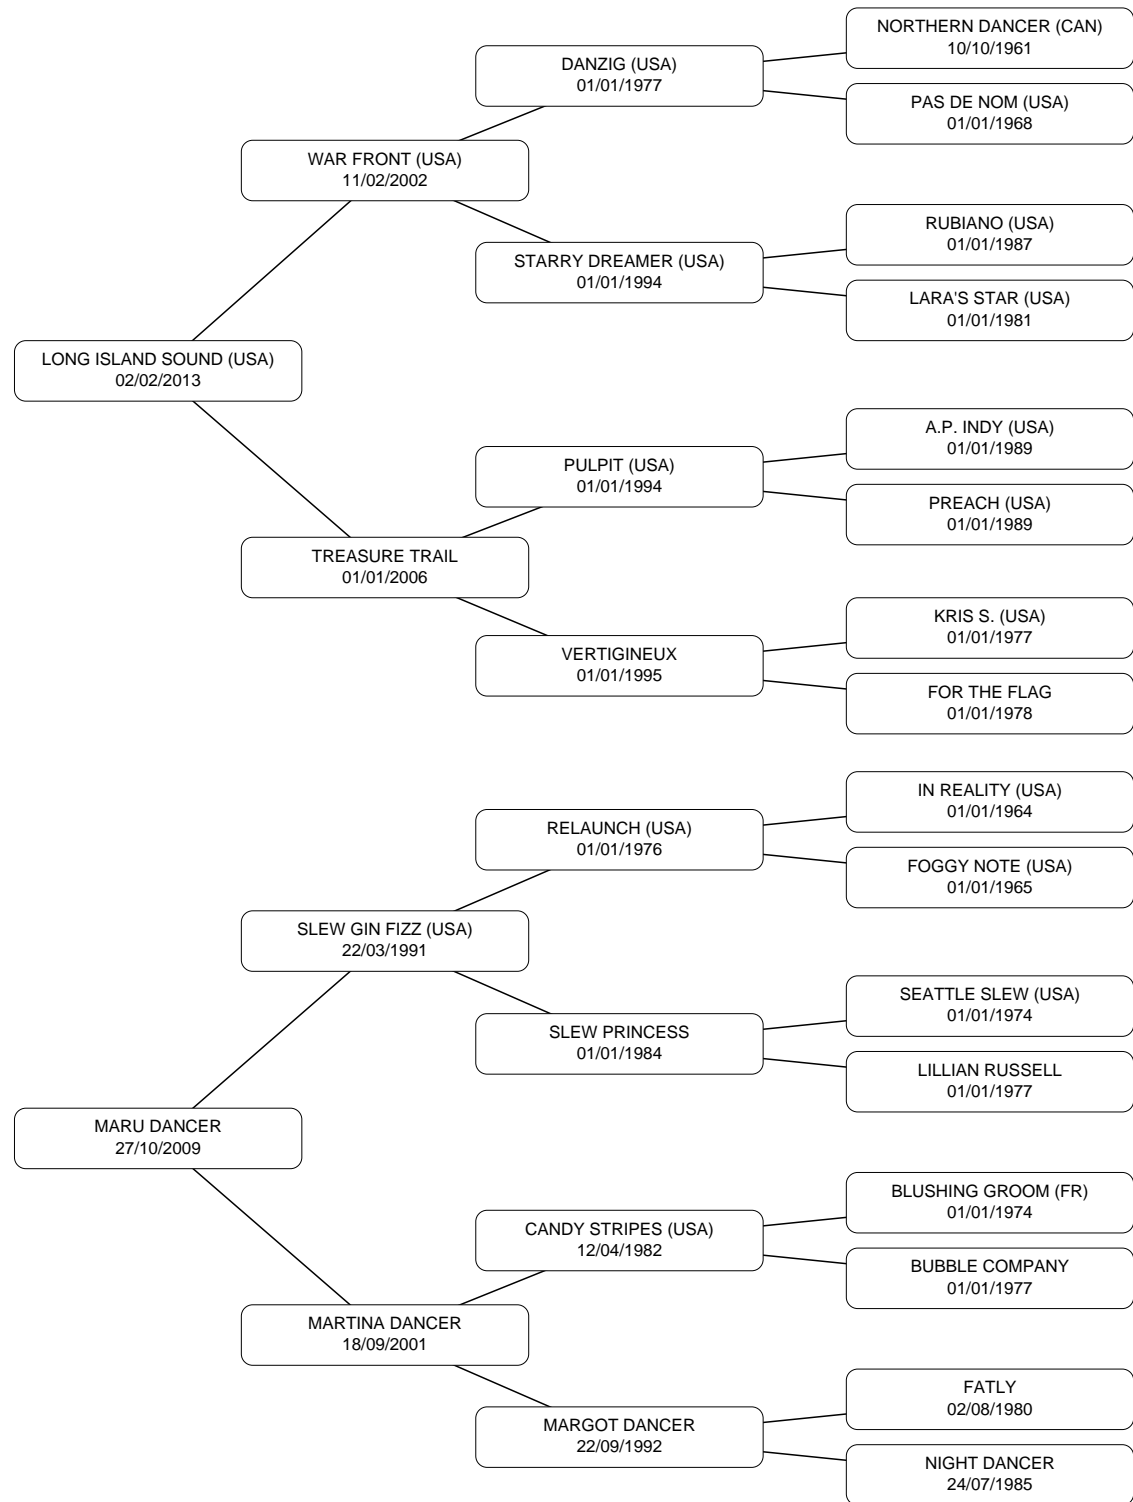 NORTHERN DANCER (CAN)
10/10/1961
DANZIG (USA)
01/01/1977
PAS DE NOM (USA)
01/01/1968
WAR FRONT (USA)
11/02/2002
RUBIANO (USA)
01/01/1987
STARRY DREAMER (USA)
01/01/1994
LARA'S STAR (USA)
01/01/1981
LONG ISLAND SOUND (USA)
02/02/2013
A.P. INDY (USA)
01/01/1989
PULPIT (USA)
01/01/1994
PREACH (USA)
01/01/1989
TREASURE TRAIL
01/01/2006
KRIS S. (USA)
01/01/1977
VERTIGINEUX
01/01/1995
FOR THE FLAG
01/01/1978
IN REALITY (USA)
01/01/1964
RELAUNCH (USA)
01/01/1976
FOGGY NOTE (USA)
01/01/1965
SLEW GIN FIZZ (USA)
22/03/1991
SEATTLE SLEW (USA)
01/01/1974
SLEW PRINCESS
01/01/1984
LILLIAN RUSSELL
01/01/1977
MARU DANCER
27/10/2009
BLUSHING GROOM (FR)
01/01/1974
CANDY STRIPES (USA)
12/04/1982
BUBBLE COMPANY
01/01/1977
MARTINA DANCER
18/09/2001
FATLY
02/08/1980
MARGOT DANCER
22/09/1992
NIGHT DANCER
24/07/1985